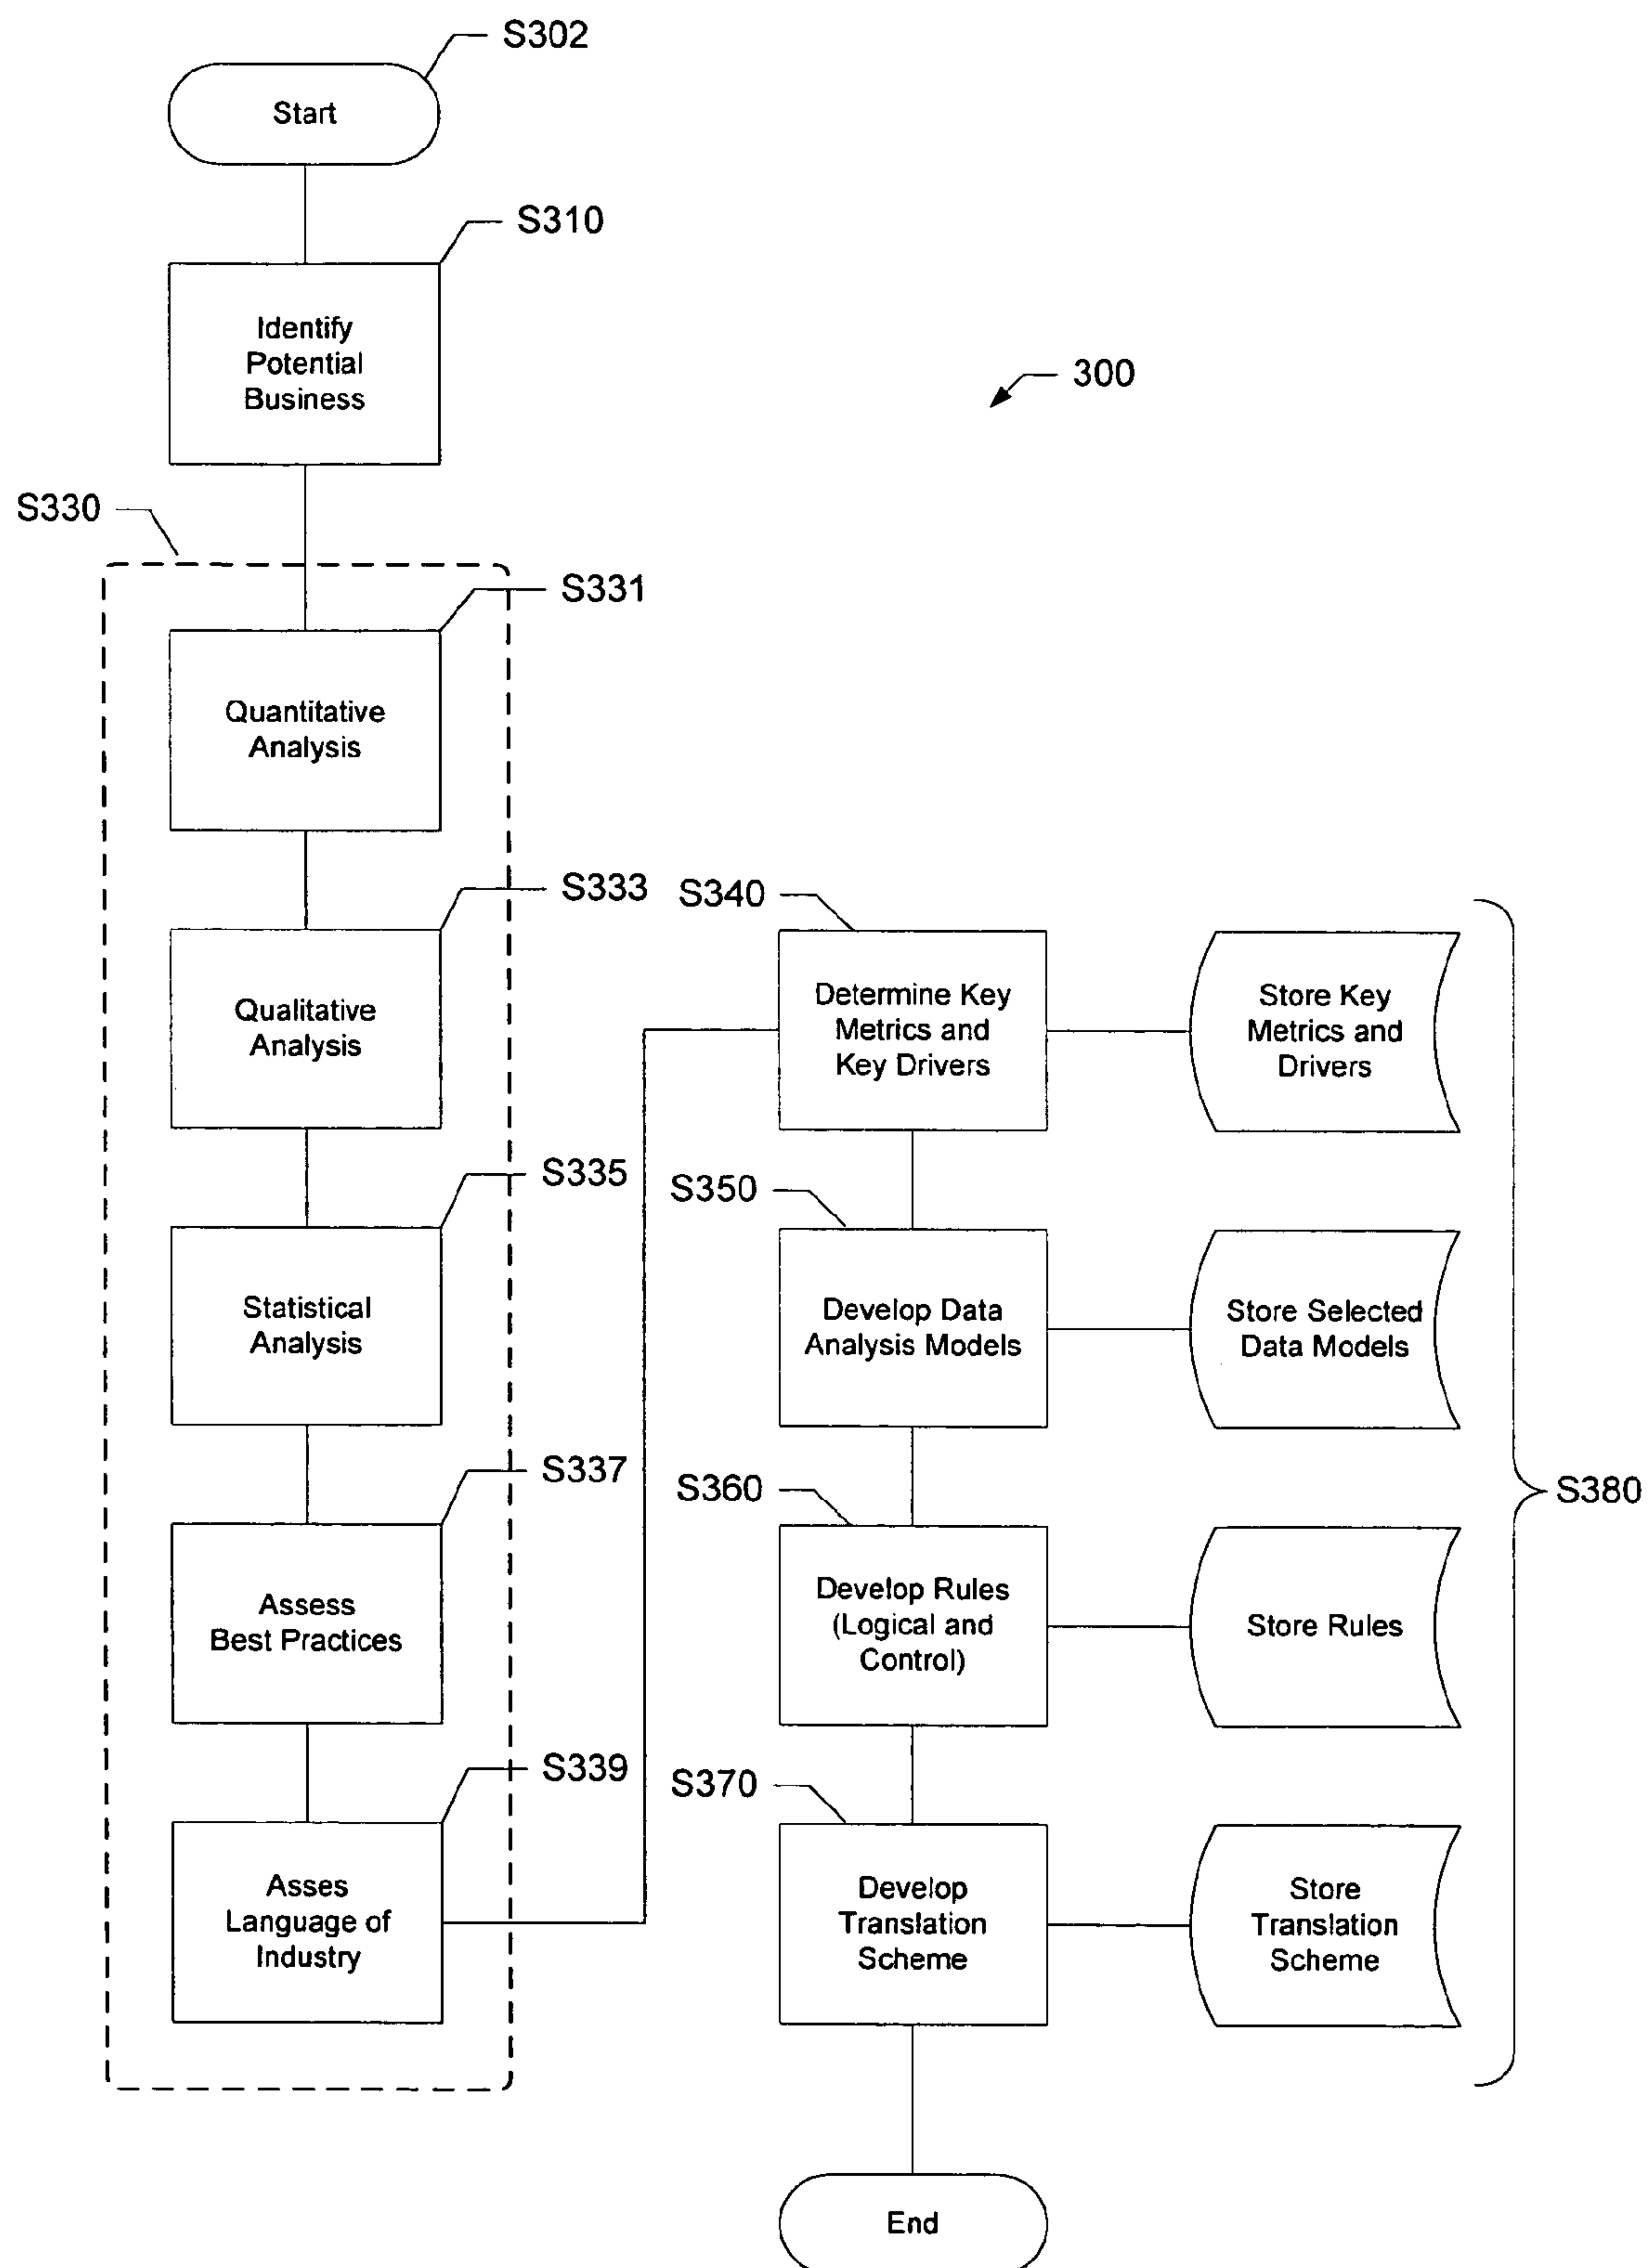 S302
Start
S310
Identify
Potential
Business
300
S330
S331
Quantitative
Analysis
S333
Qualitative
Analysis
S335
Statistical
Analysis
S337
Assess
Best Practices
S339
Asses
Language of
Industry
S340
Determine Key
Metrics and
Key Drivers
Store Key
Metrics and
Drivers
S350
Develop Data
Analysis Models
Store Selected
Data Models
S360
Develop Rules
(Logical and
Control)
Store Rules
S370
Develop
Translation
Scheme
Store
Translation
Scheme
S380
End